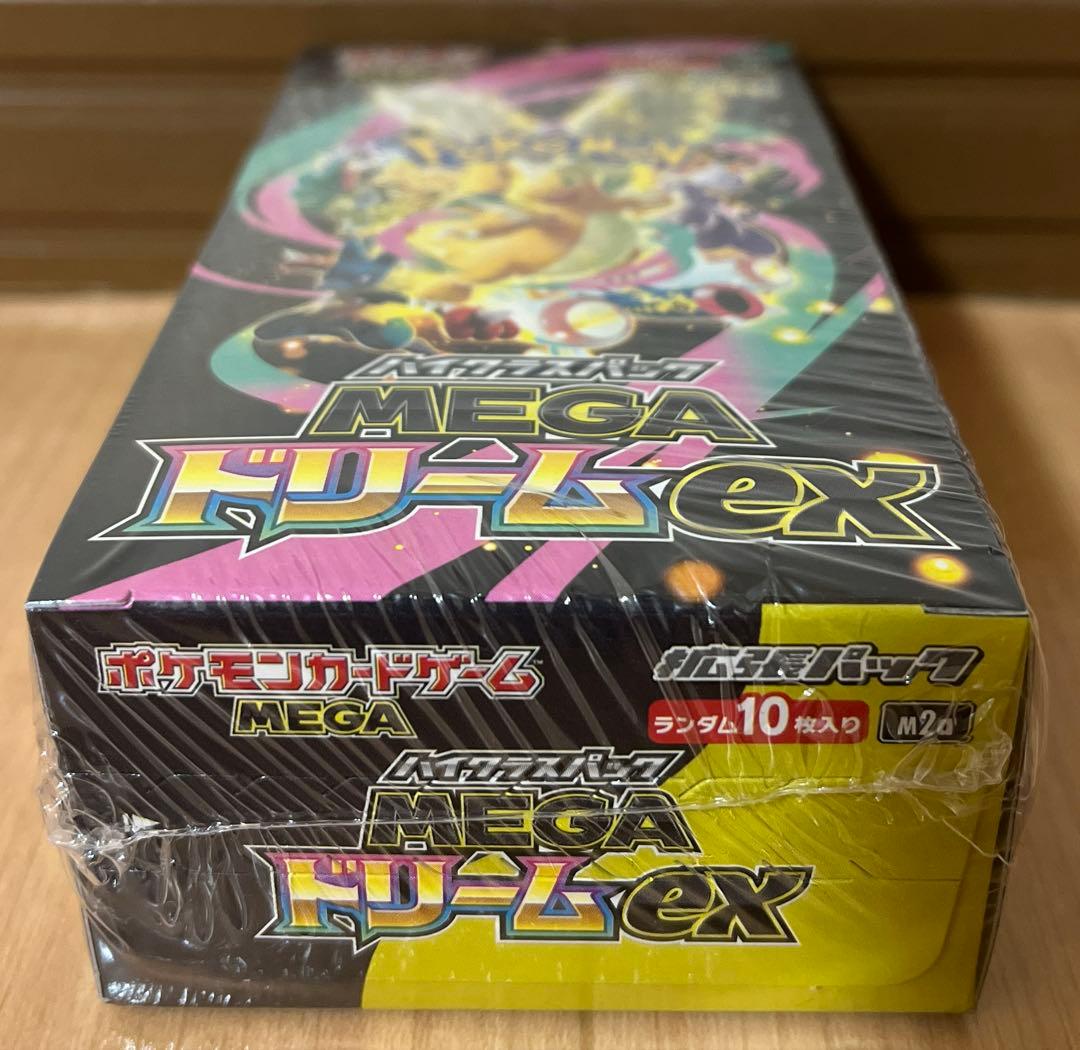 ハイクラスパック
MEGA
ドリームex
ポケモンカードゲーム™
MEGA
拡張パック
ランダム10枚入り
M2a
ハイクラスパック
MEGA
ドリームex